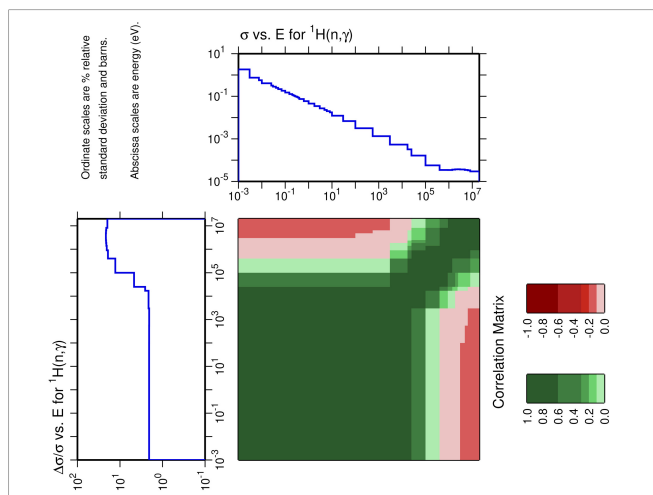 σ vs. E for ¹H(n,γ)
Ordinate scales are % relative
standard deviation and barns.
Abscissa scales are energy (eV).
10¹
10⁻¹
10⁻³
10⁻⁵
10⁻³ 10⁻¹ 10¹ 10³ 10⁵ 10⁷
Δσ/σ vs. E for ¹H(n,γ)
10⁷
10⁵
10³
10¹
10⁻¹
10⁻³
10² 10¹ 10⁰ 10⁻¹
Correlation Matrix
-1.0 -0.8 -0.6 -0.4 -0.2 0.0
1.0 0.8 0.6 0.4 0.2 0.0